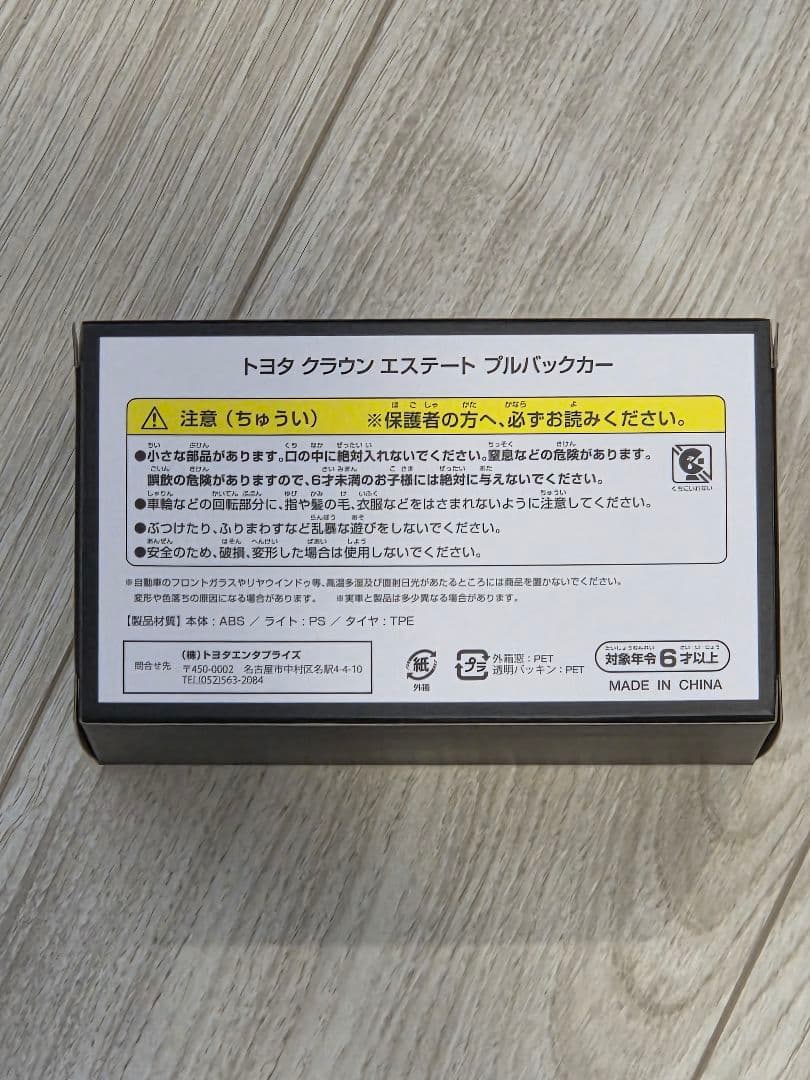 トヨタ クラウン エステート プルバックカー
注意（ちゅうい） ※保護者の方へ、必ずお読みください。
●小さな部品があります。口の中に絶対入れないでください。窒息などの危険があります。
誤飲の危険がありますので、6才未満のお子様には絶対に与えないでください。
●車輪などの回転部分に、指や髪の毛、衣服などをはさまれないように注意してください。
●ぶつけたり、ふりまわすなど乱暴な遊びをしないでください。
●安全のため、破損、変形した場合は使用しないでください。
くちにいれない
※自動車のフロントガラスやリヤウインドゥ等、高温多湿及び直射日光があたるところには商品を置かないでください。
変形や色落ちの原因になる場合があります。 ※実車と製品は多少異なる場合があります。
【製品材質】本体：ABS ／ ライト：PS ／ タイヤ：TPE
問合せ先
(株)トヨタエンタプライズ
〒450-0002 名古屋市中村区名駅4-4-10
TEL(052)563-2084
紙
外箱
プラ
外箱窓：PET
透明パッキン：PET
対象年令6才以上
MADE IN CHINA